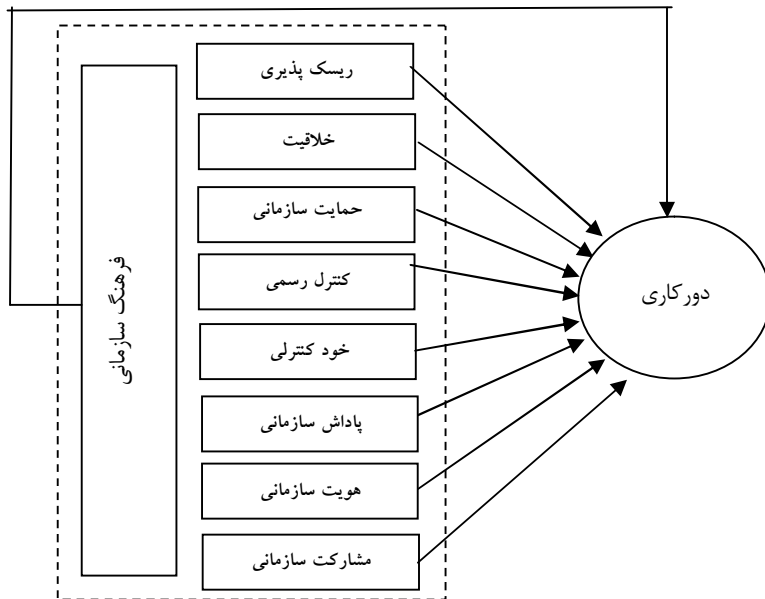 ریسک پذیری
خلاقیت
حمایت سازمانی
کنترل رسمی
خود کنترلی
پاداش سازمانی
هویت سازمانی
مشارکت سازمانی
فرهنگ سازمانی
دورکاری